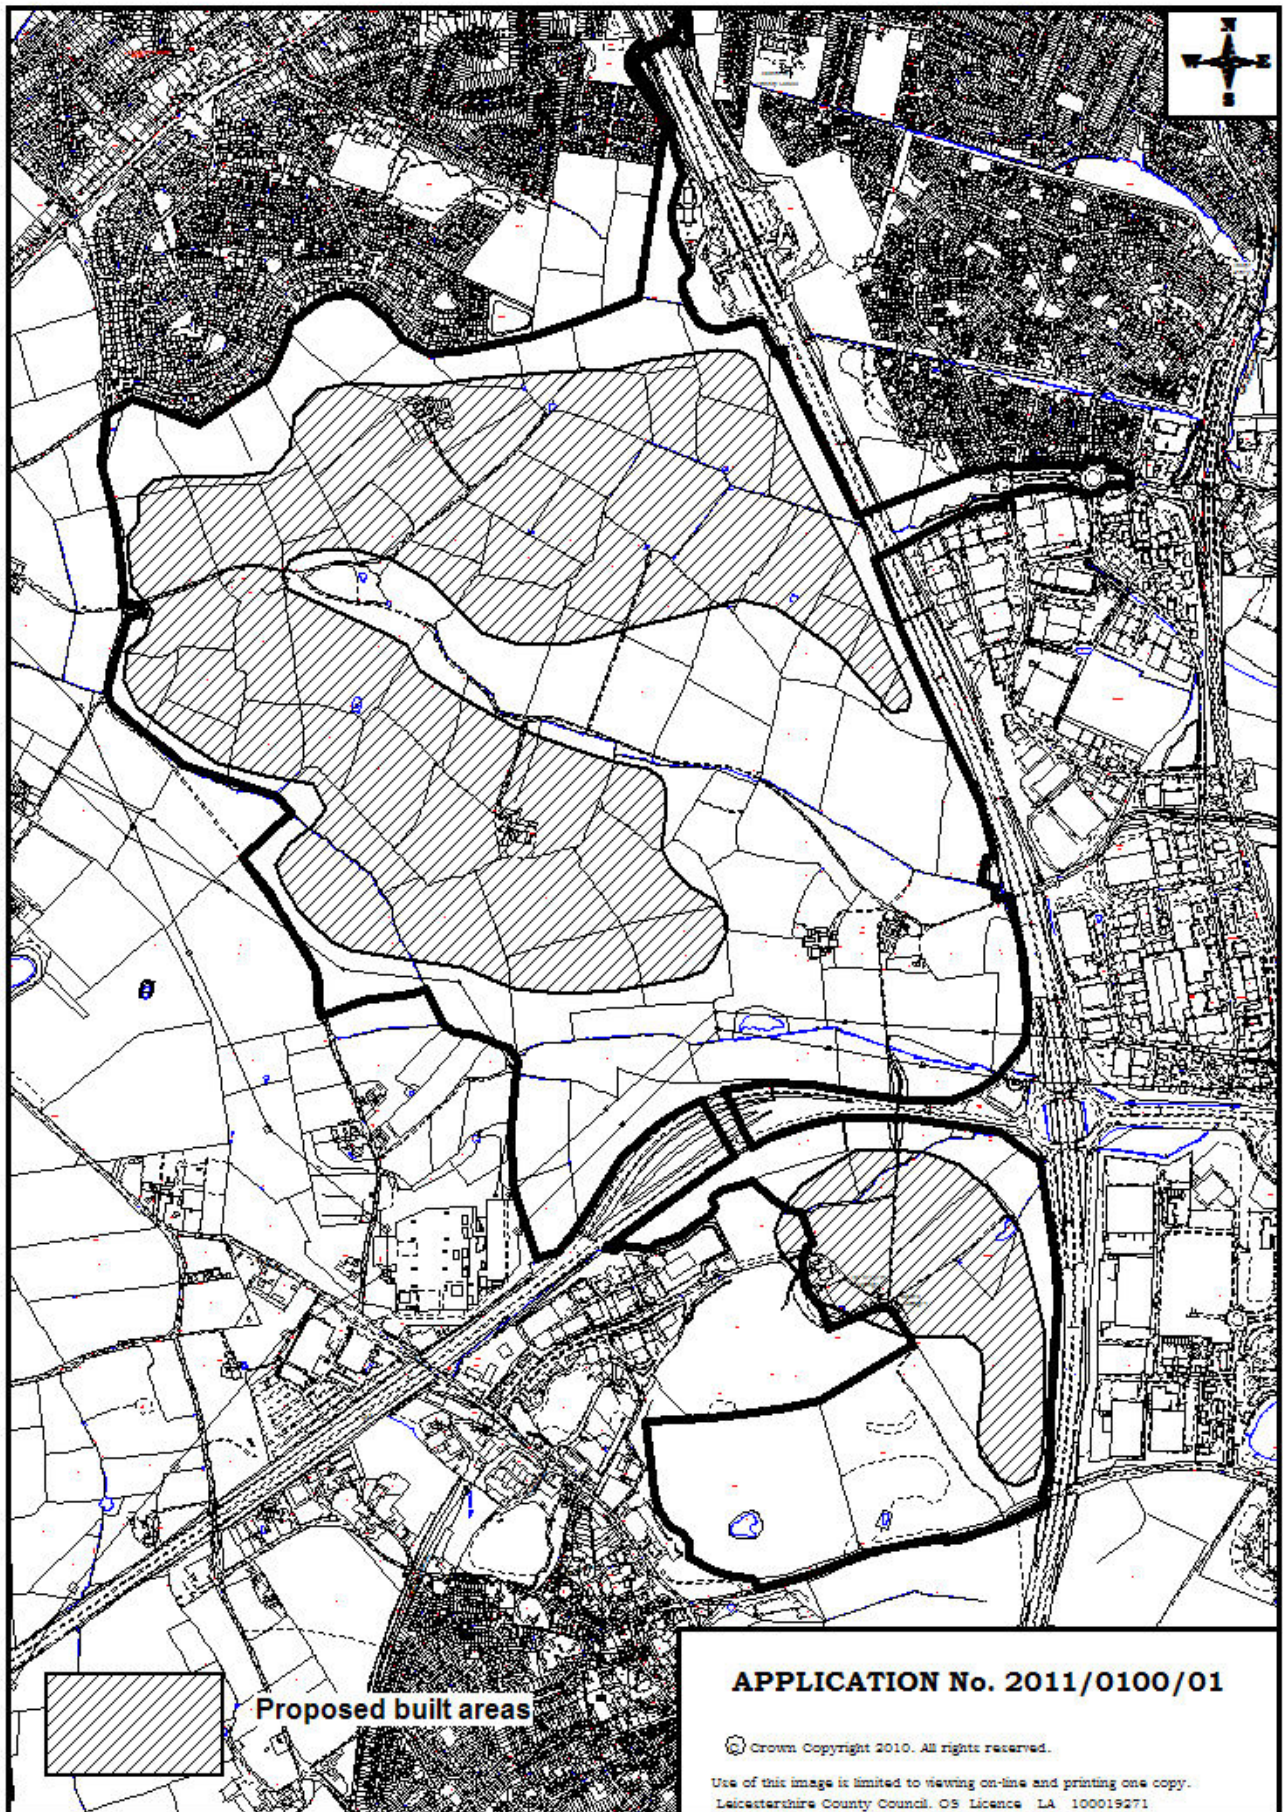 N
W E
S
Proposed built areas
APPLICATION No. 2011/0100/01
© Crown Copyright 2010. All rights reserved.
Use of this image is limited to viewing on-line and printing one copy.
Leicestershire County Council. OS Licence LA 100019271